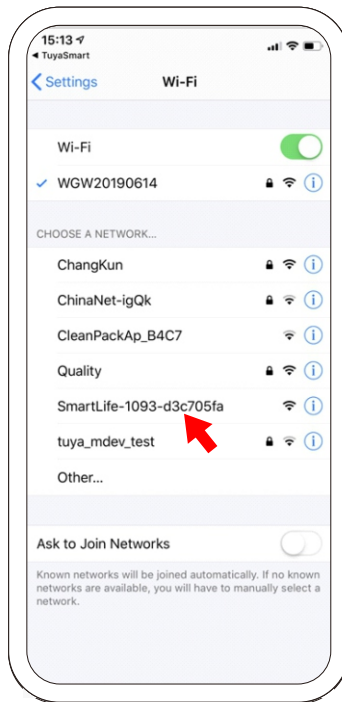 15:13
TuyaSmart
Settings
Wi-Fi
Wi-Fi
WGW20190614
CHOOSE A NETWORK...
ChangKun
ChinaNet-igQk
CleanPackAp_B4C7
Quality
SmartLife-1093-d3c705fa
tuya_mdev_test
Other...
Ask to Join Networks
Known networks will be joined automatically. If no known
networks are available, you will have to manually select a
network.